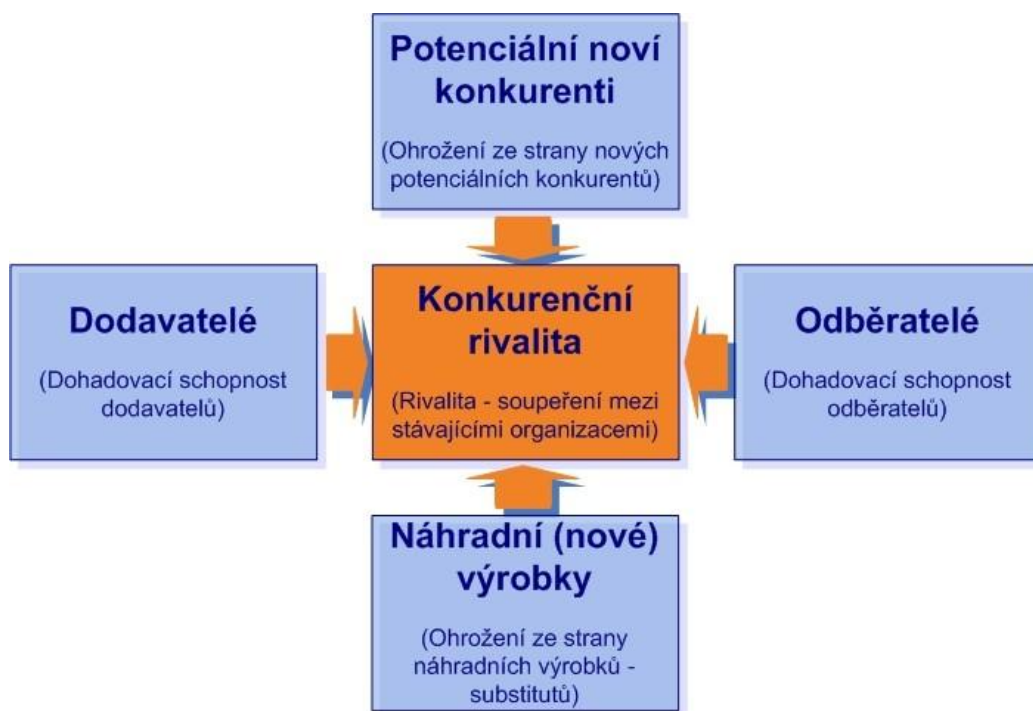 Potenciální noví
konkurenti
(Ohrožení ze strany nových
potenciálních konkurentů)
Dodavatelé
(Dohadovací schopnost
dodavatelů)
Konkurenční
rivalita
(Rivalita - soupeření mezi
stávajícími organizacemi)
Odběratelé
(Dohadovací schopnost
odběratelů)
Náhradní (nové)
výrobky
(Ohrožení ze strany
náhradních výrobků -
substitutů)